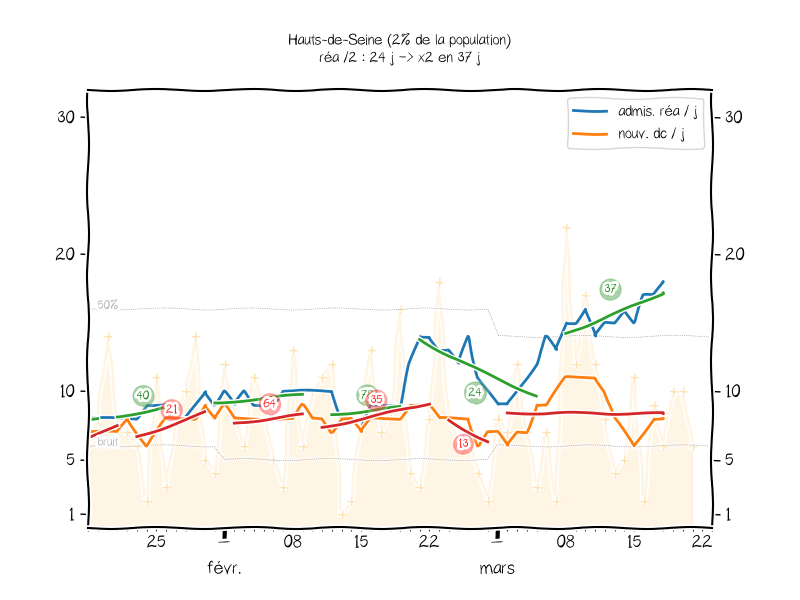 Hauts-de-Seine (2% de la population)
réa /2 : 24 j -> x2 en 37 j
admis. réa / j
nouv. dc / j
30 30
20 20
50%
37
40 21 64 35 24
10 10
bruit
13
5 5
1 1
25 1 08 15 22 1 08 15 22
févr. mars